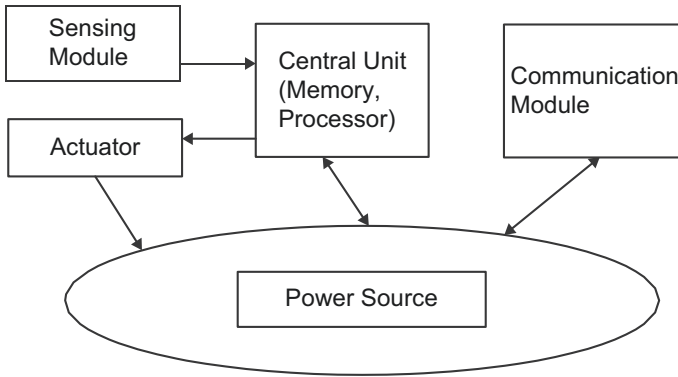 Sensing
Module
Central Unit
(Memory,
Processor)
Communication
Module
Actuator
Power Source